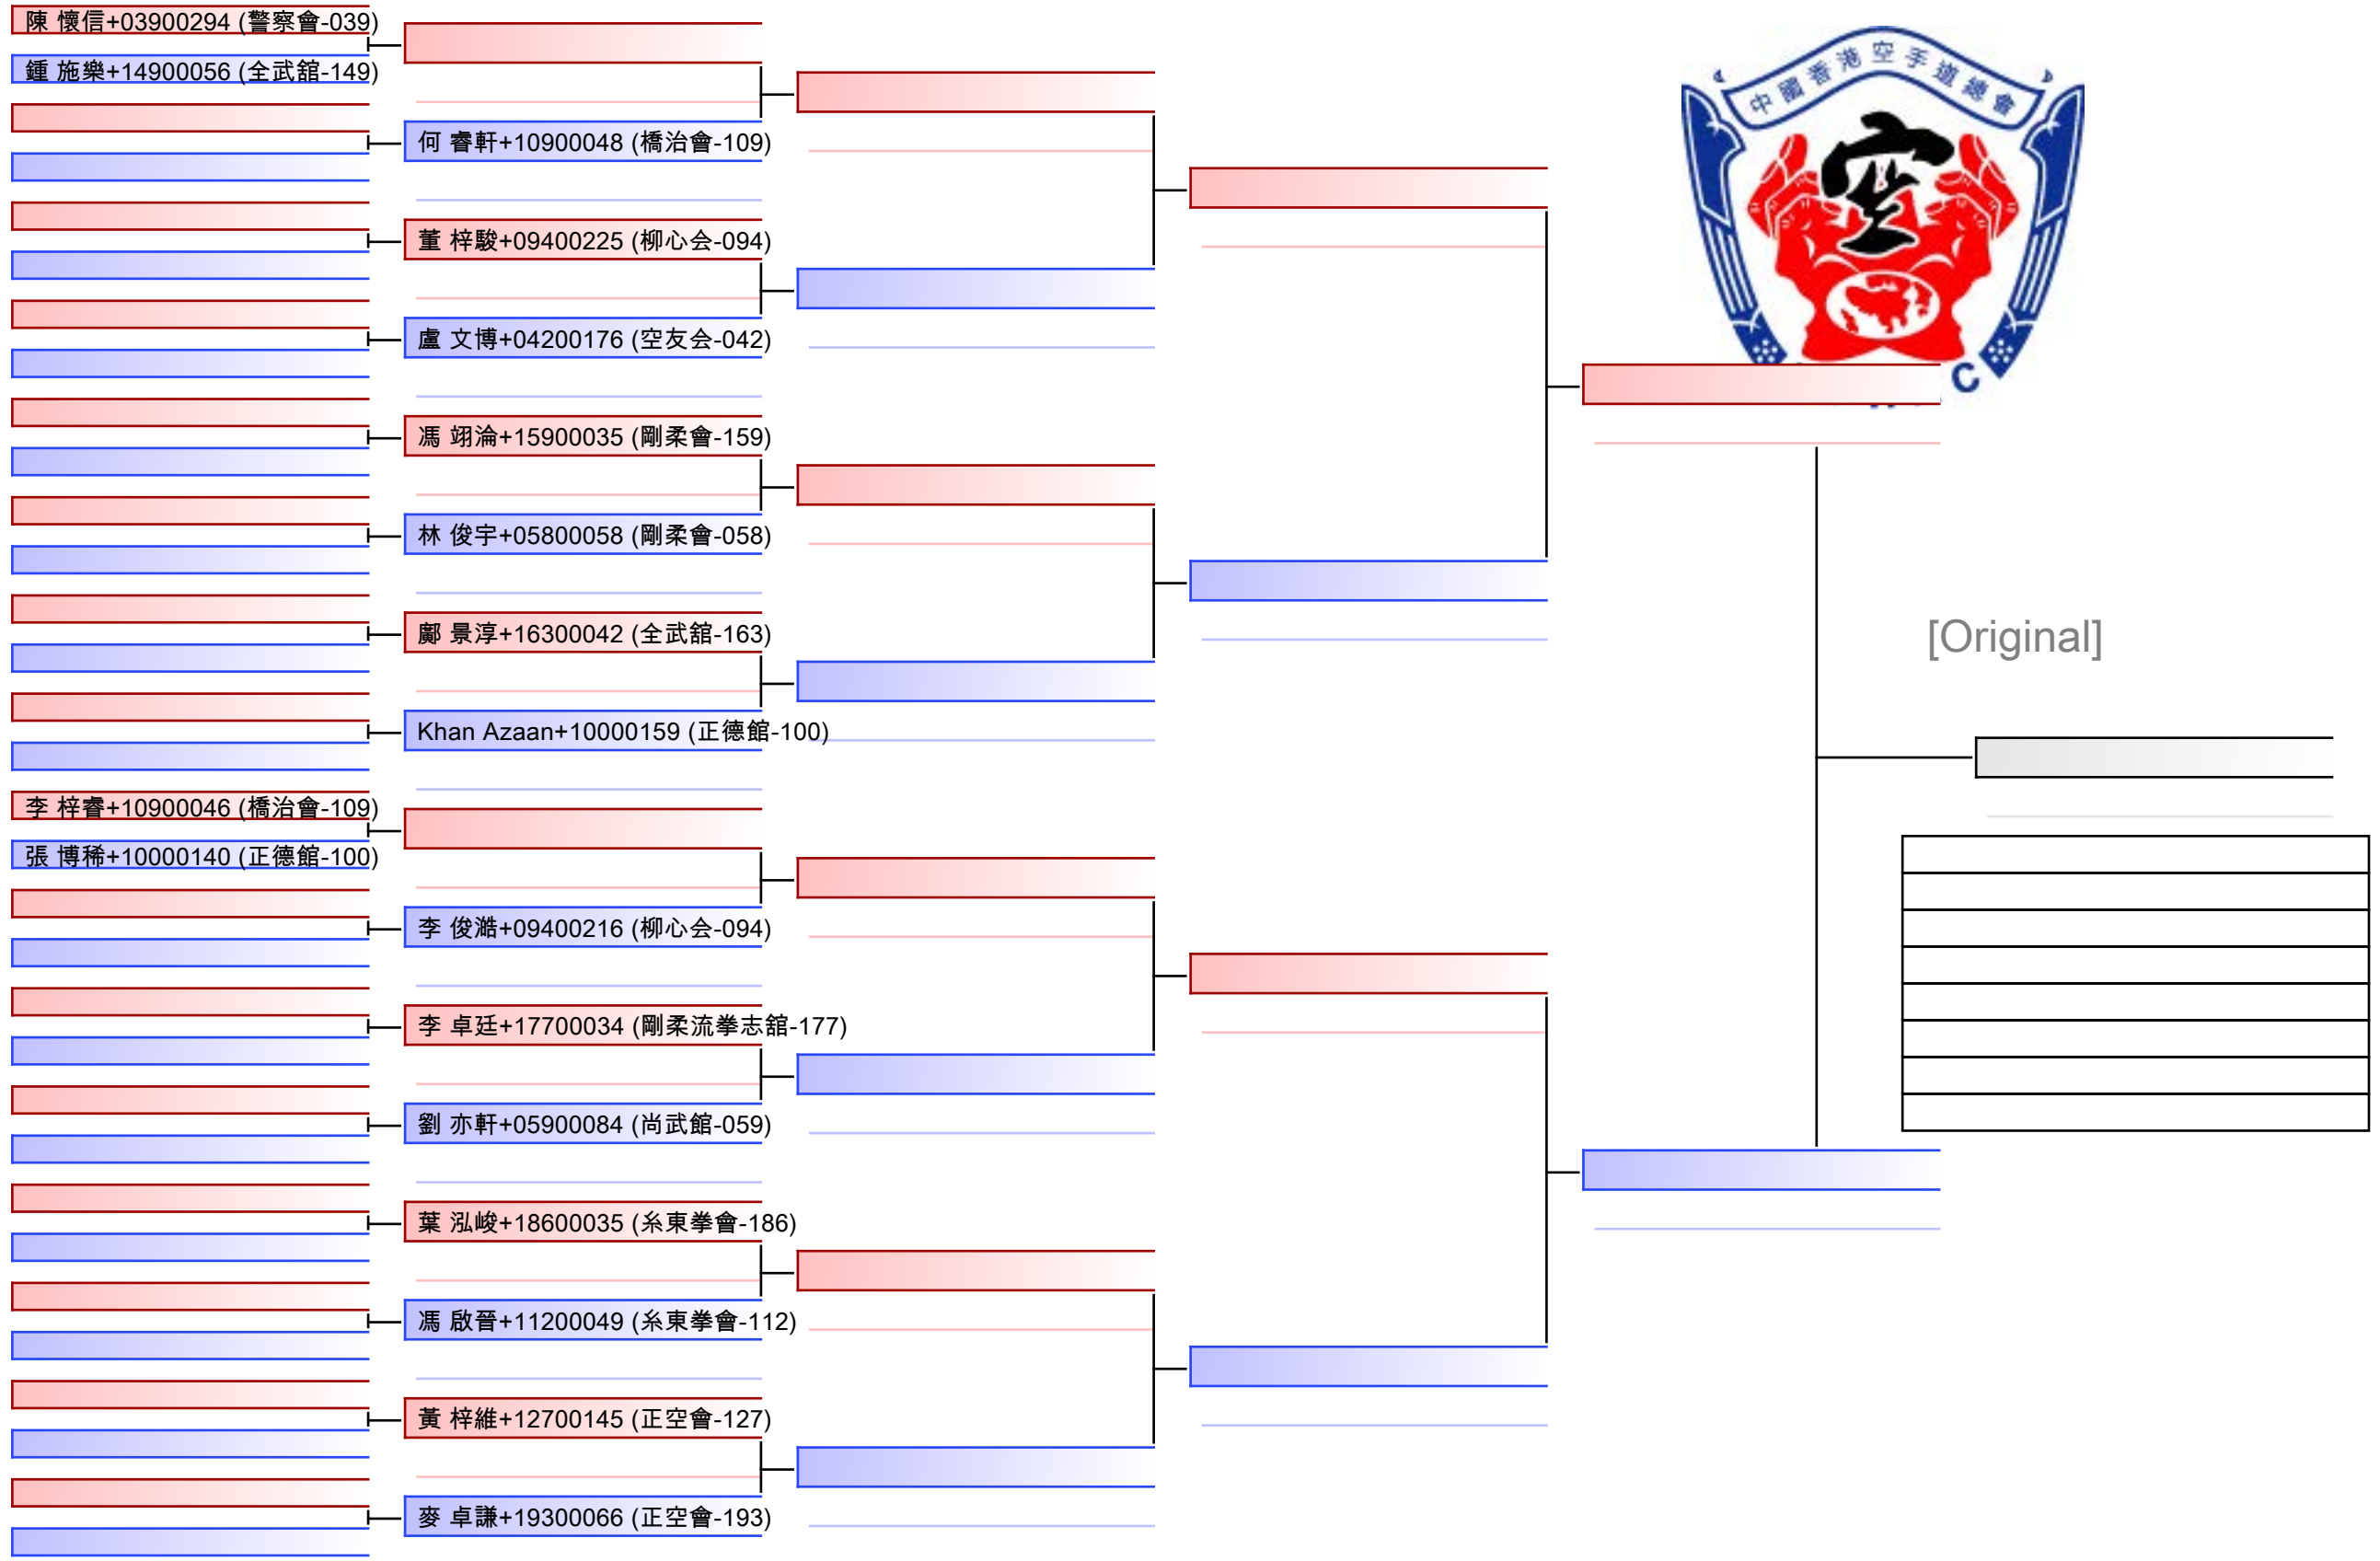 陳 懷信+03900294 (警察會-039)
鍾 施樂+14900056 (全武舘-149)
何 睿軒+10900048 (橋治會-109)
董 梓駿+09400225 (柳心会-094)
盧 文博+04200176 (空友会-042)
馮 翊淪+15900035 (剛柔會-159)
林 俊宇+05800058 (剛柔會-058)
鄺 景淳+16300042 (全武舘-163)
Khan Azaan+10000159 (正德館-100)
李 梓睿+10900046 (橋治會-109)
張 博稀+10000140 (正德館-100)
李 俊澔+09400216 (柳心会-094)
李 卓廷+17700034 (剛柔流拳志舘-177)
劉 亦軒+05900084 (尚武館-059)
葉 泓峻+18600035 (糸東拳會-186)
馮 啟晉+11200049 (糸東拳會-112)
黃 梓維+12700145 (正空會-127)
麥 卓謙+19300066 (正空會-193)
中國香港空手道總會
空
C
[Original]